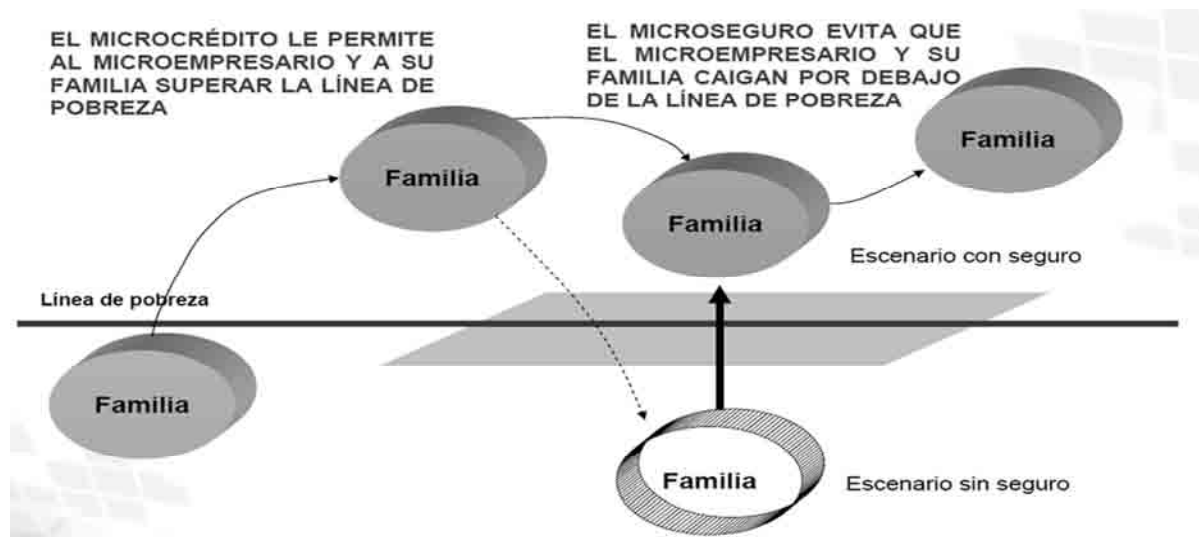 EL MICROCRÉDITO LE PERMITE
AL MICROEMPRESARIO Y A SU
FAMILIA SUPERAR LA LÍNEA DE
POBREZA
EL MICROSEGURO EVITA QUE
EL MICROEMPRESARIO Y SU
FAMILIA CAIGAN POR DEBAJO
DE LA LÍNEA DE POBREZA
Familia
Familia
Familia
Escenario con seguro
Línea de pobreza
Familia
Familia
Escenario sin seguro